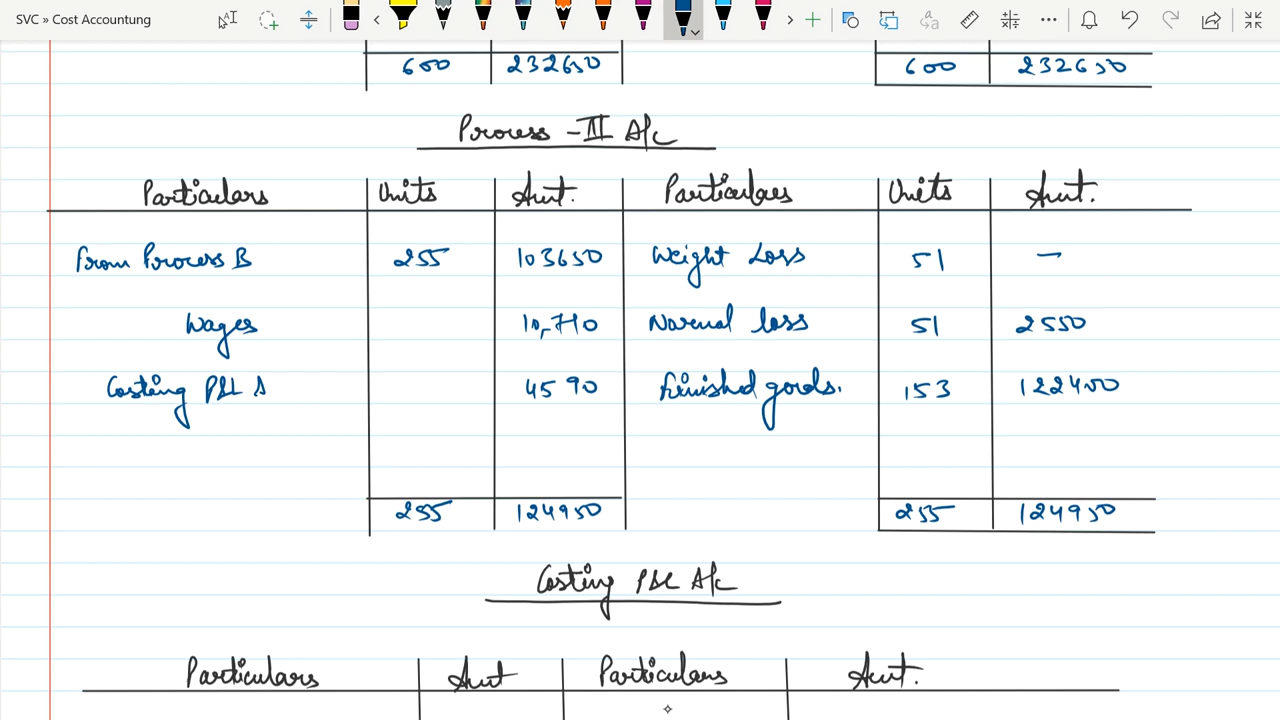 SVC » Cost Accountung
600 232650 600 232650
Process -III A/c
Particulars Units Amt. Particulars Units Amt.
From Process B 255 103650 Weight Loss 51 —
Wages 10,710 Normal loss 51 2550
Costing P&L A 4590 Finished goods. 153 122400
255 124950 255 124950
Costing P&L A/c
Particulars Amt Particulars Amt.